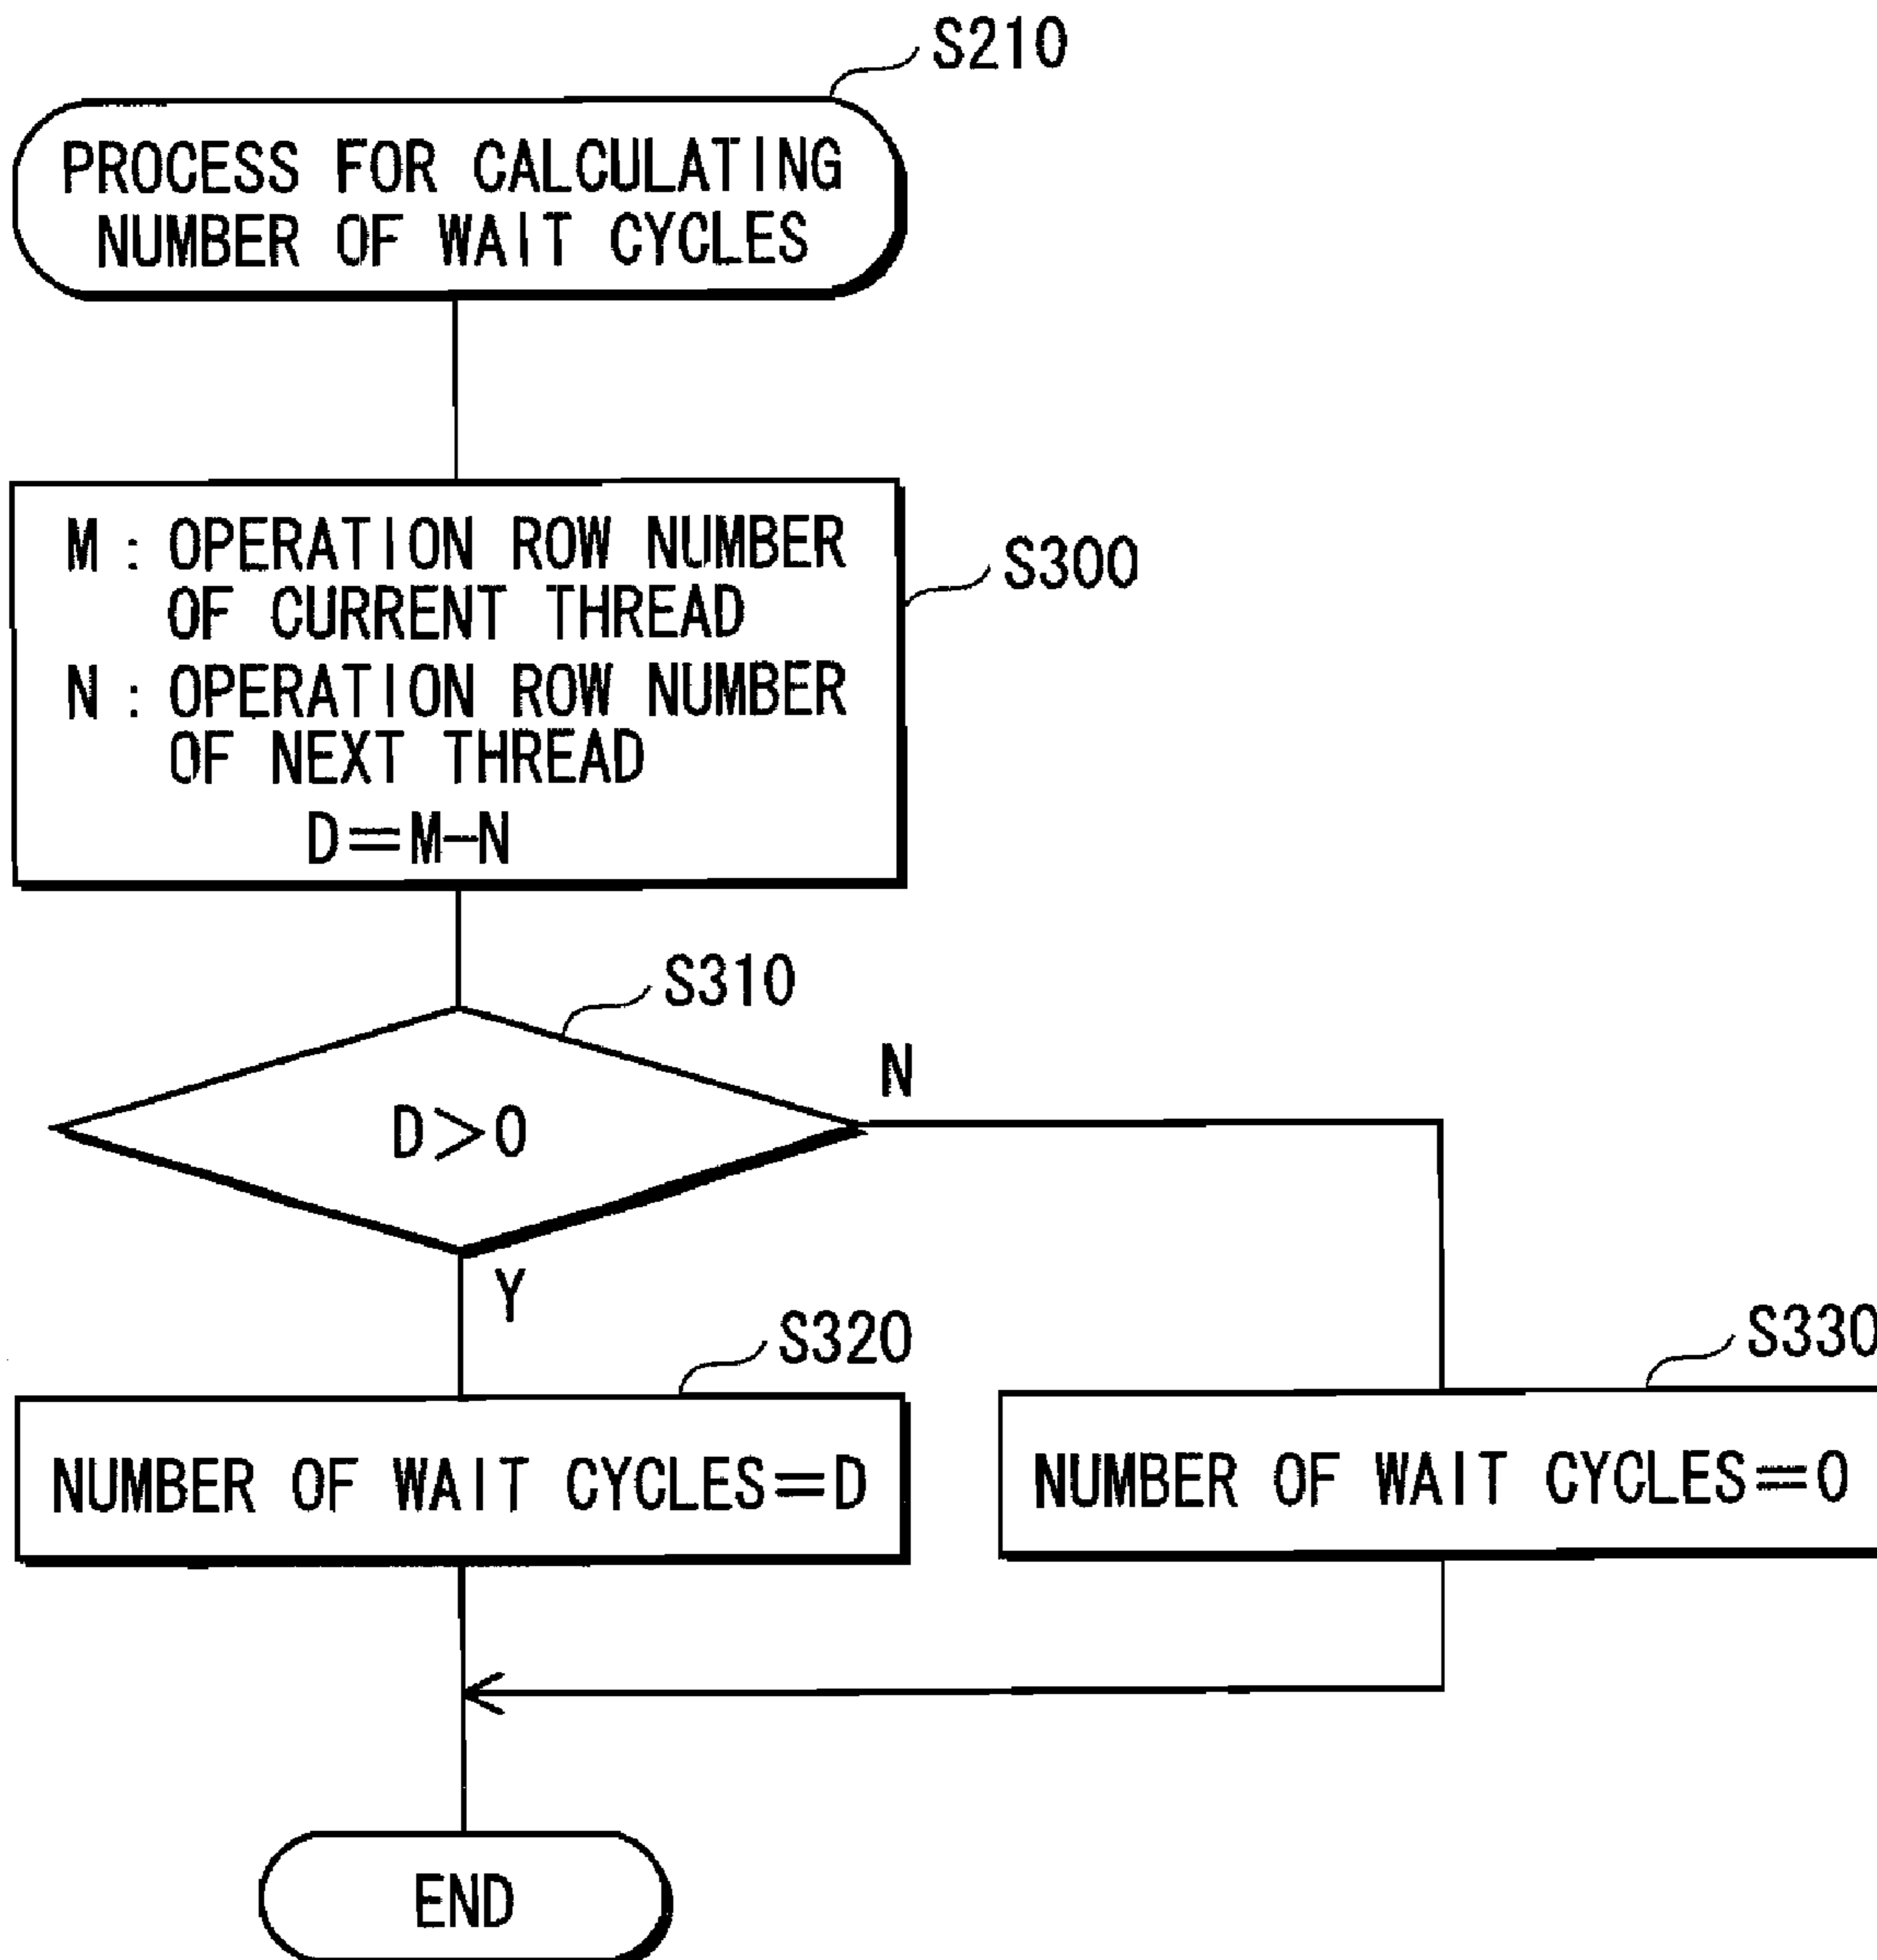 S210
PROCESS FOR CALCULATING
NUMBER OF WAIT CYCLES
S300
M : OPERATION ROW NUMBER
OF CURRENT THREAD
N : OPERATION ROW NUMBER
OF NEXT THREAD
D=M-N
S310
D>0
N
Y
S320
NUMBER OF WAIT CYCLES=D
S330
NUMBER OF WAIT CYCLES=0
END